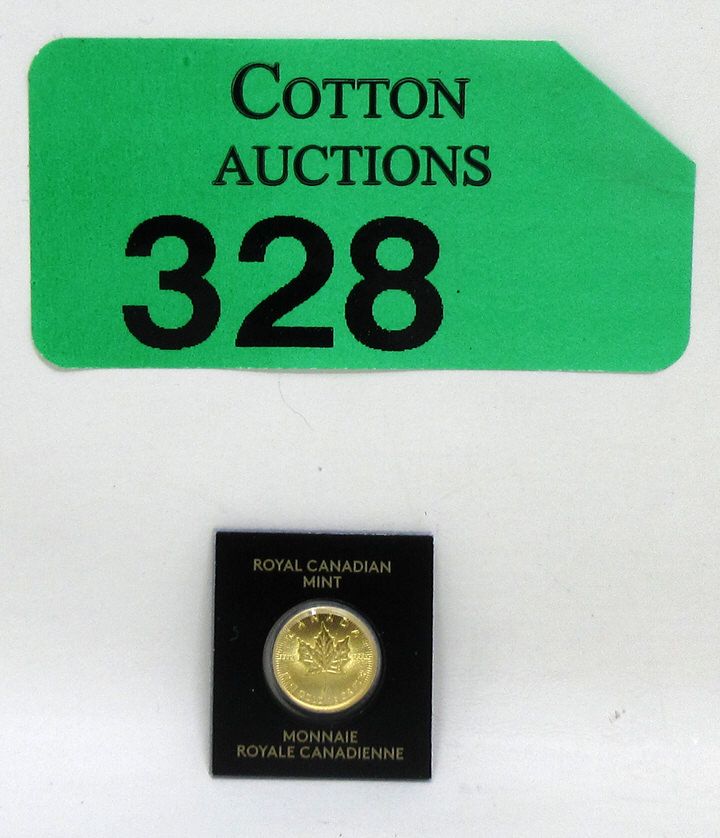 COTTON
AUCTIONS
328
ROYAL CANADIAN
MINT
CANADA
MONNAIE
ROYALE CANADIENNE